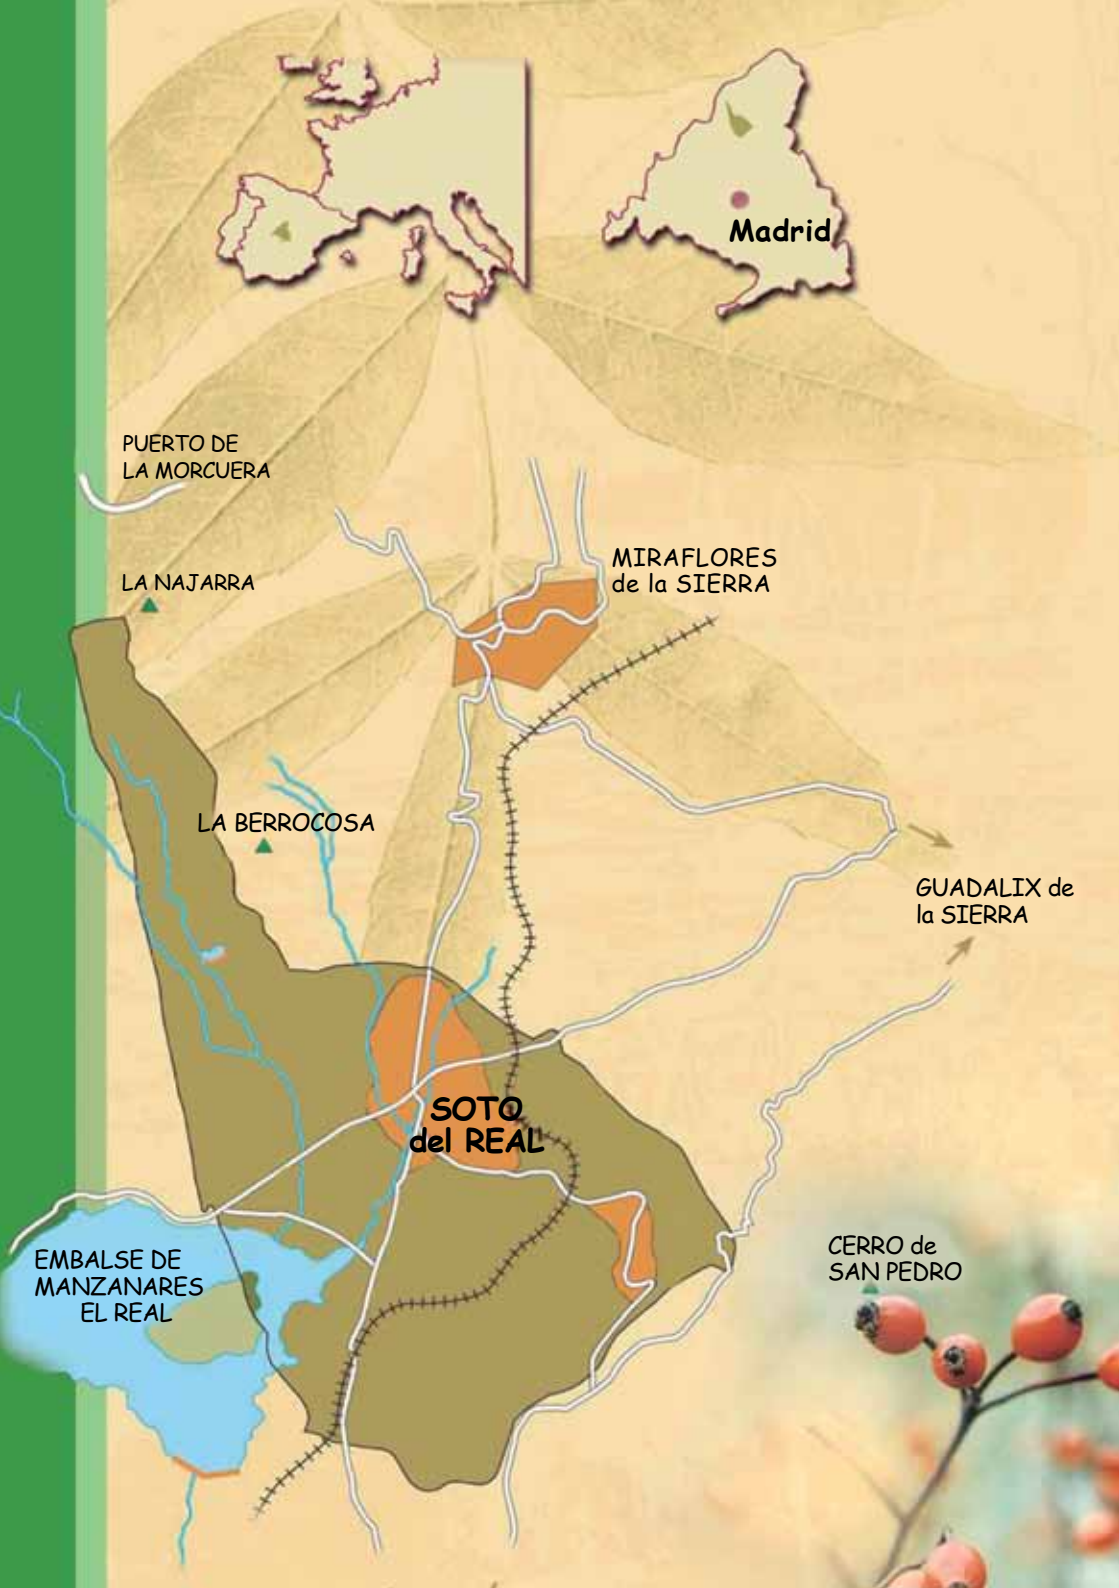 Madrid
PUERTO DE
LA MORCUERA
LA NAJARRA
MIRAFLORES
de la SIERRA
LA BERROCOSA
GUADALIX de
la SIERRA
SOTO
del REAL
CERRO de
SAN PEDRO
EMBALSE DE
MANZANARES
EL REAL